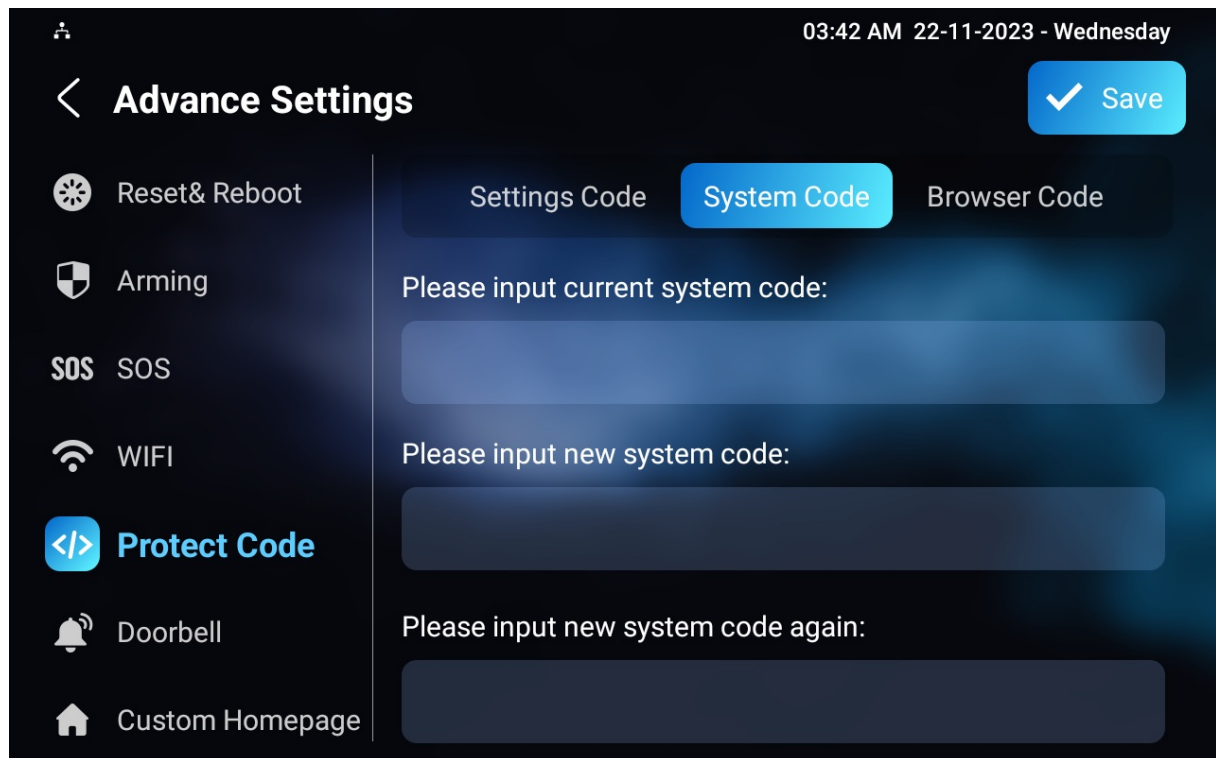 03:42 AM 22-11-2023 - Wednesday
Advance Settings
Save
Reset& Reboot
Arming
SOS SOS
WIFI
</> Protect Code
Doorbell
Custom Homepage
Settings Code System Code Browser Code
Please input current system code:
Please input new system code:
Please input new system code again: